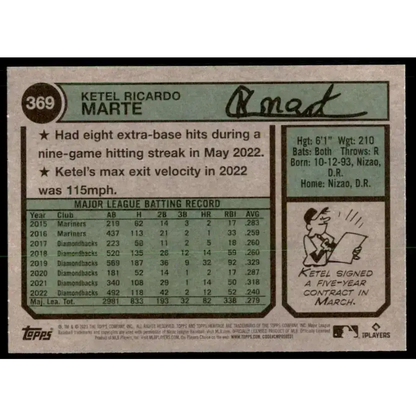 369
KETEL RICARDO
MARTE
K Mart
★ Had eight extra-base hits during a
nine-game hitting streak in May 2022.
★ Ketel's max exit velocity in 2022
was 115mph.
Hgt: 6'1" Wgt: 210
Bats: Both Throws: R
Born: 10-12-93, Nizao,
D.R.
Home: Nizao, D.R.
MAJOR LEAGUE BATTING RECORD
Year Club AB H 2B 3B HR RBI AVG
2015 Mariners 219 62 14 3 2 17 .283
2016 Mariners 437 113 21 2 1 33 .259
2017 Diamondbacks 223 58 11 2 5 18 .260
2018 Diamondbacks 520 135 26 12 14 59 .260
2019 Diamondbacks 569 187 36 9 32 92 .329
2020 Diamondbacks 181 52 14 1 2 17 .287
2021 Diamondbacks 340 108 29 1 14 50 .318
2022 Diamondbacks 492 118 42 2 12 52 .240
Maj. Lea. Tot. 2981 833 193 32 82 338 .279
KETEL SIGNED
A FIVE-YEAR
CONTRACT IN
MARCH.
Topps
MLB
PLAYERS